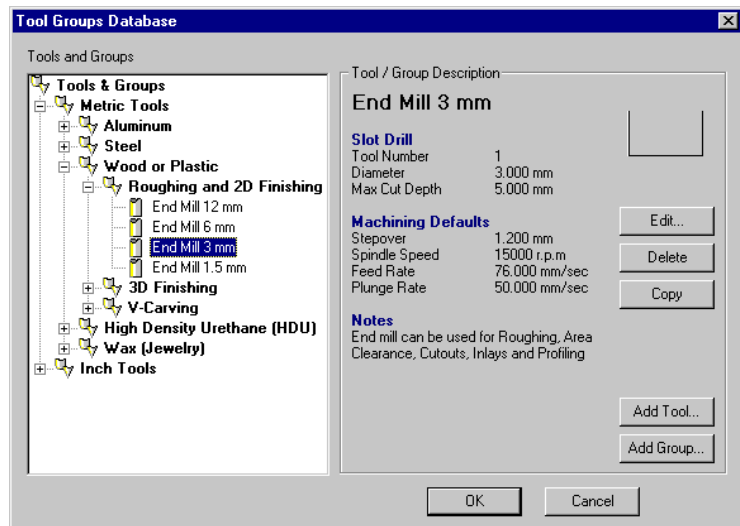 Tool Groups Database
Tools and Groups
Tools & Groups
Metric Tools
Aluminum
Steel
Wood or Plastic
Roughing and 2D Finishing
End Mill 12 mm
End Mill 6 mm
End Mill 3 mm
End Mill 1.5 mm
3D Finishing
V-Carving
High Density Urethane (HDU)
Wax (Jewelry)
Inch Tools
Tool / Group Description
End Mill 3 mm
Slot Drill
Tool Number 1
Diameter 3.000 mm
Max Cut Depth 5.000 mm
Machining Defaults
Stepover 1.200 mm
Spindle Speed 15000 r.p.m
Feed Rate 76.000 mm/sec
Plunge Rate 50.000 mm/sec
Notes
End mill can be used for Roughing, Area
Clearance, Cutouts, Inlays and Profiling
Edit...
Delete
Copy
Add Tool...
Add Group...
OK
Cancel